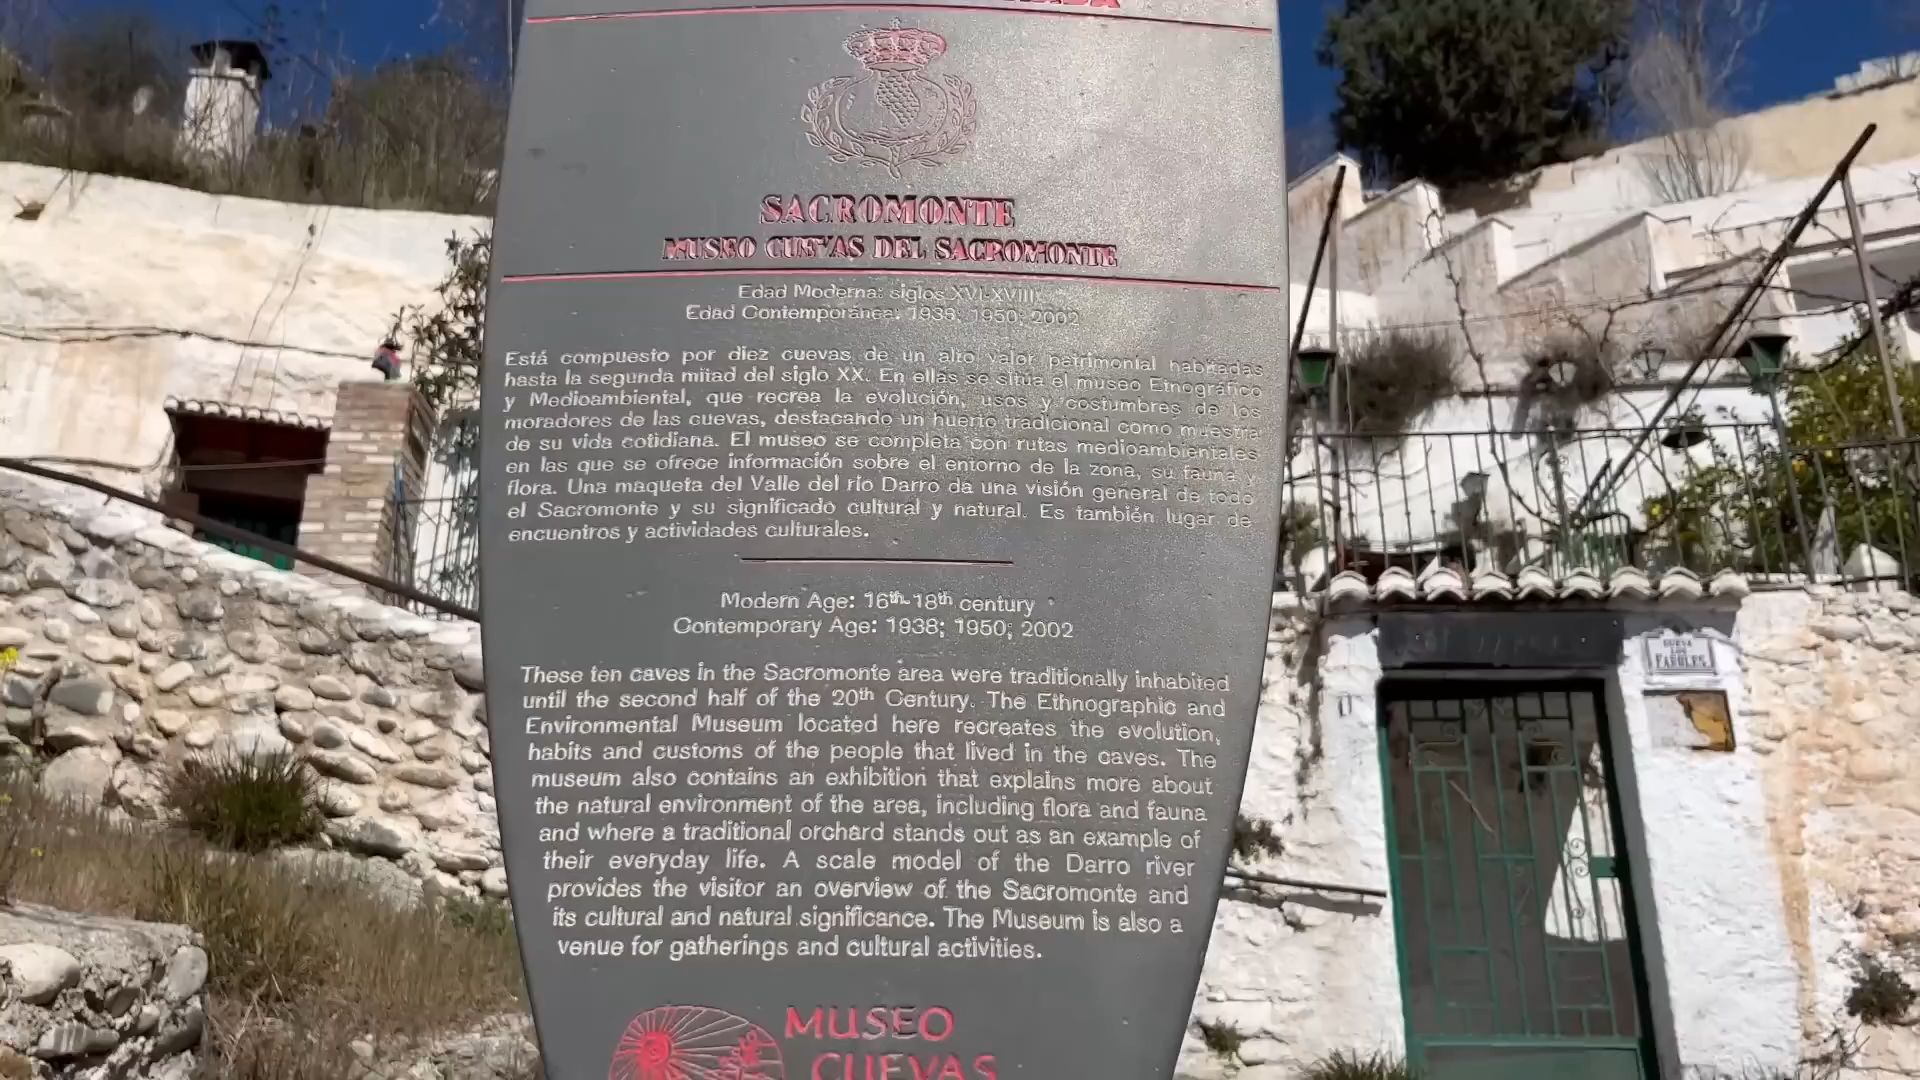 SACROMONTE
MUSEO CUEVAS DEL SACROMONTE
Edad Moderna: siglos XVI-XVIII
Edad Contemporánea: 1938; 1950; 2002
Está compuesto por diez cuevas de un alto valor patrimonial habitadas
hasta la segunda mitad del siglo XX. En ellas se sitúa el museo Etnográfico
y Medioambiental, que recrea la evolución, usos y costumbres de los
moradores de las cuevas, destacando un huerto tradicional como muestra
de su vida cotidiana. El museo se completa con rutas medioambientales
en las que se ofrece información sobre el entorno de la zona, su fauna y
flora. Una maqueta del Valle del río Darro da una visión general de todo
el Sacromonte y su significado cultural y natural. Es también lugar de
encuentros y actividades culturales.
Modern Age: 16th-18th century
Contemporary Age: 1938; 1950; 2002
These ten caves in the Sacromonte area were traditionally inhabited
until the second half of the 20th Century. The Ethnographic and
Environmental Museum located here recreates the evolution,
habits and customs of the people that lived in the caves. The
museum also contains an exhibition that explains more about
the natural environment of the area, including flora and fauna
and where a traditional orchard stands out as an example of
their everyday life. A scale model of the Darro river
provides the visitor an overview of the Sacromonte and
its cultural and natural significance. The Museum is also a
venue for gatherings and cultural activities.
MUSEO
CUEVAS
CUEVA
LOS
FAROLES